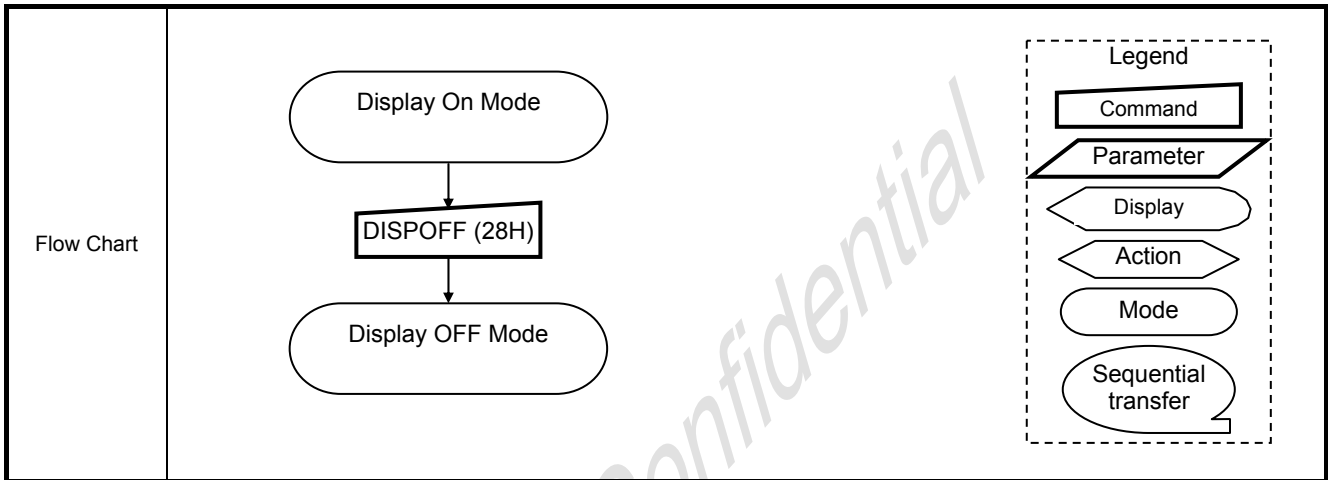 Flow Chart
Display On Mode
DISPOFF (28H)
Display OFF Mode
Legend
Command
Parameter
Display
Action
Mode
Sequential
transfer
Confidential